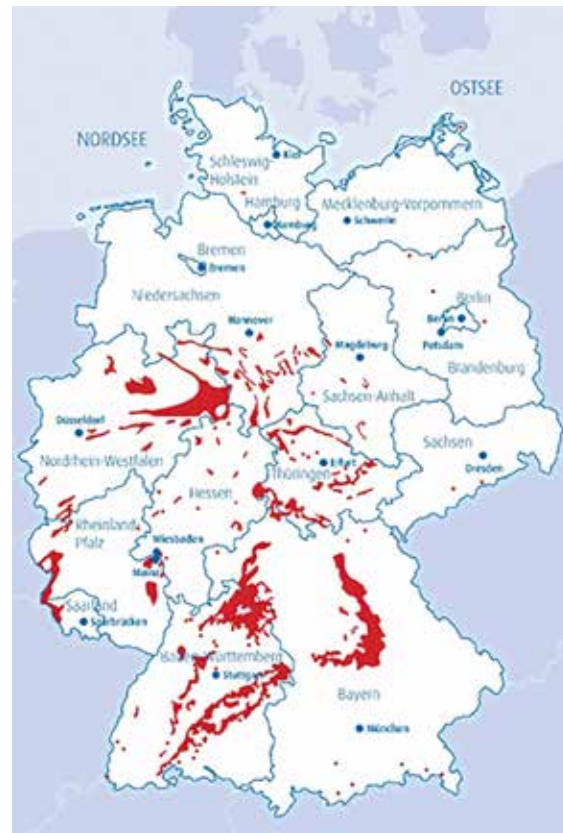 OSTSEE
NORDSEE
Kiel
Schleswig-
Holstein
Hamburg
Hamburg
Mecklenburg-Vorpommern
Schwerin
Bremen
Bremen
Niedersachsen
Hannover
Berlin
Berlin
Potsdam
Brandenburg
Magdeburg
Sachsen-Anhalt
Düsseldorf
Nordrhein-Westfalen
Sachsen
Dresden
Erfurt
Thüringen
Hessen
Rheinland
Pfalz
Wiesbaden
Mainz
Saarland
Saarbrücken
Baden-Württemberg
Stuttgart
Bayern
München